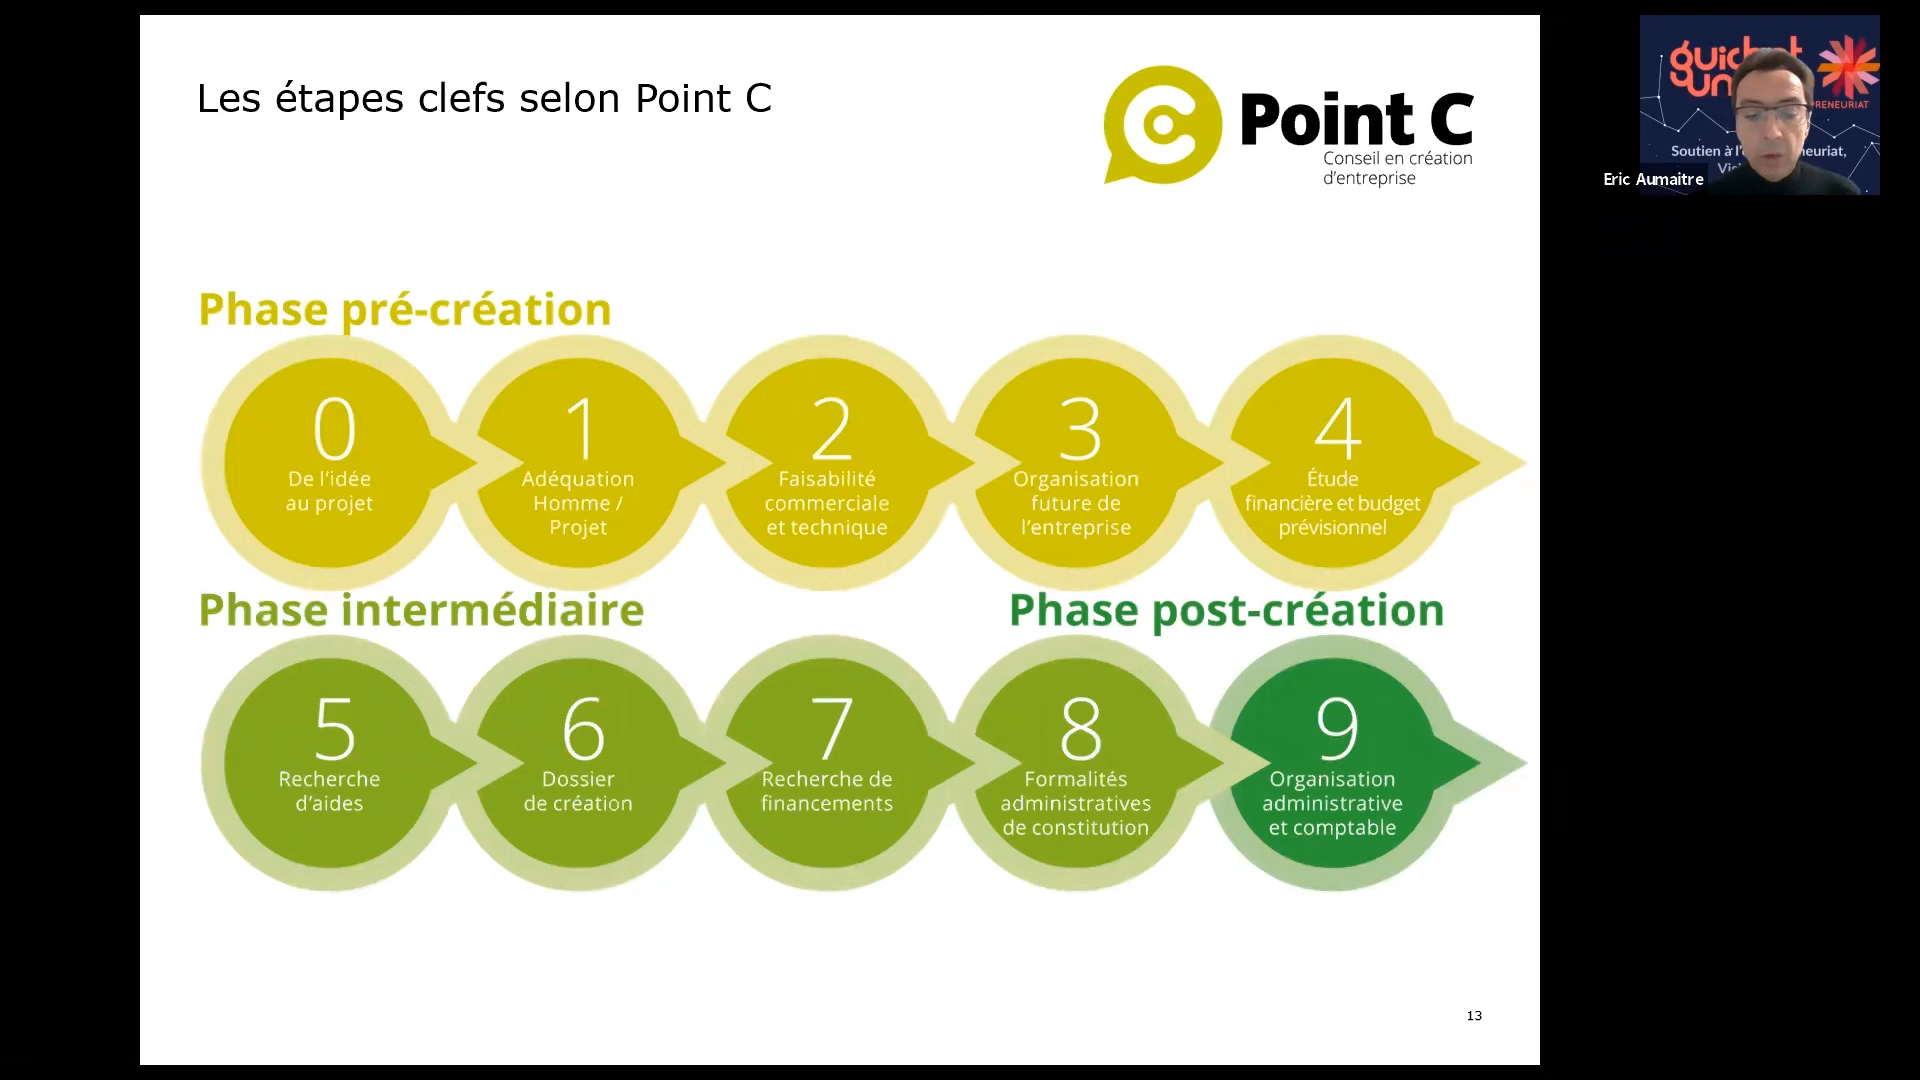 Les étapes clefs selon Point C
Point C
Conseil en création
d'entreprise
Phase pré-création
0
De l'idée
au projet
1
Adéquation
Homme /
Projet
2
Faisabilité
commerciale
et technique
3
Organisation
future de
l'entreprise
4
Étude
financière et budget
prévisionnel
Phase intermédiaire
5
Recherche
d'aides
6
Dossier
de création
7
Recherche de
financements
8
Formalités
administratives
de constitution
Phase post-création
9
Organisation
administrative
et comptable
13
RENEURIAT
Soutien à l'
neuriat,
Eric Aumaitre